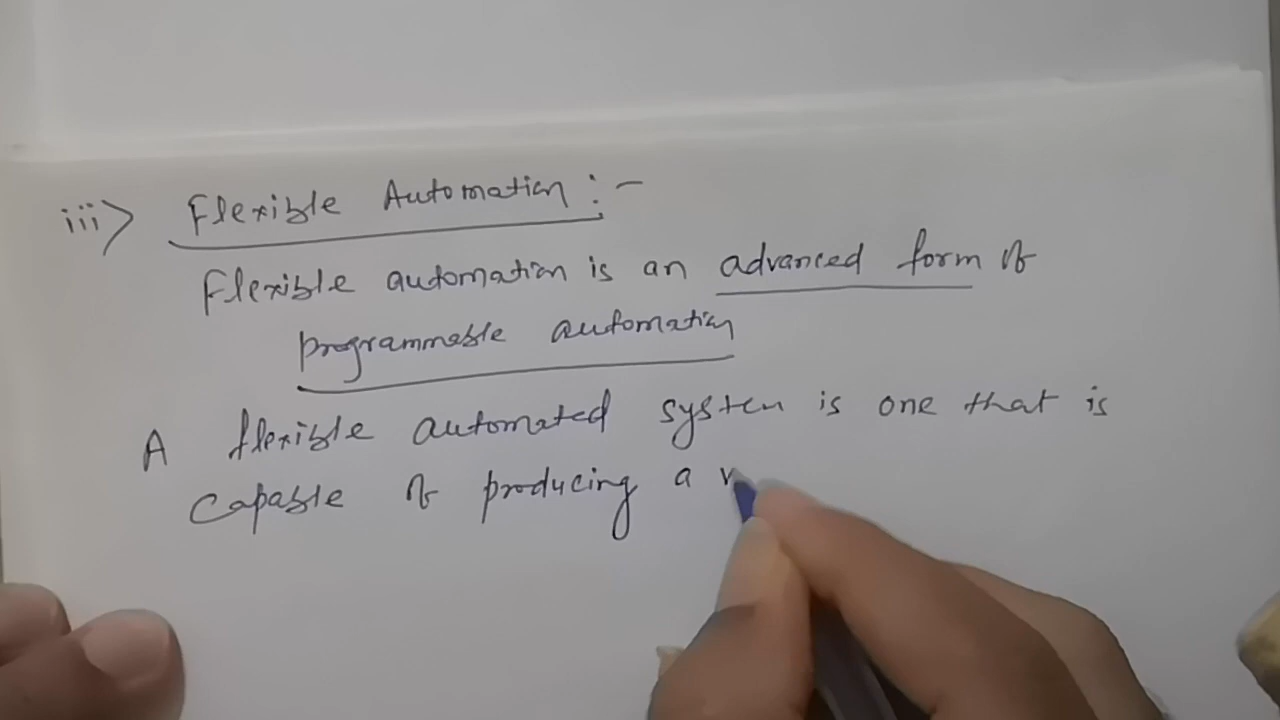 iii> Flexible Automation :-
Flexible automation is an advanced form of
programmable automation
A flexible automated system is one that is
capable of producing a v